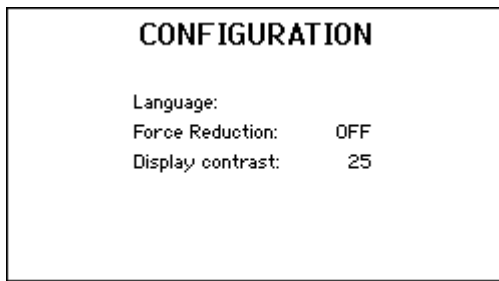 CONFIGURATION
Language:
Force Reduction: OFF
Display contrast: 25